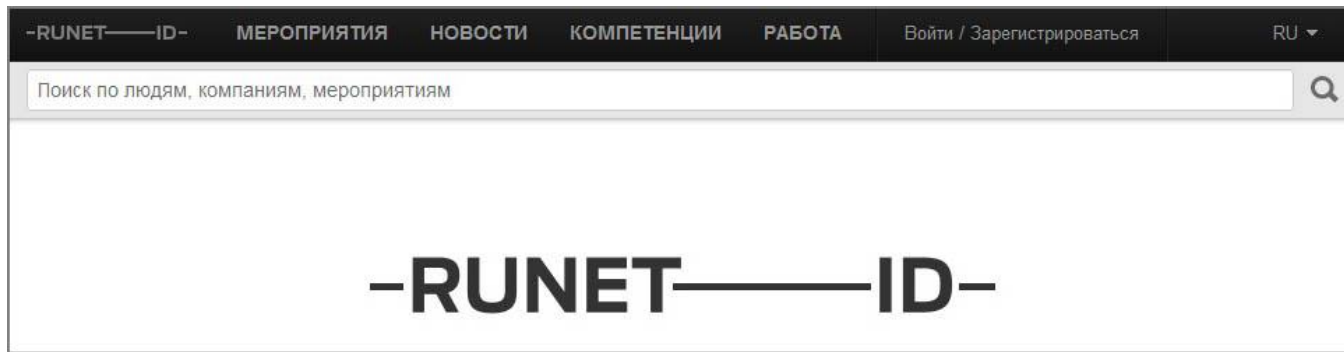 -RUNET——ID- МЕРОПРИЯТИЯ НОВОСТИ КОМПЕТЕНЦИИ РАБОТА Войти / Зарегистрироваться RU
Поиск по людям, компаниям, мероприятиям
-RUNET——ID-